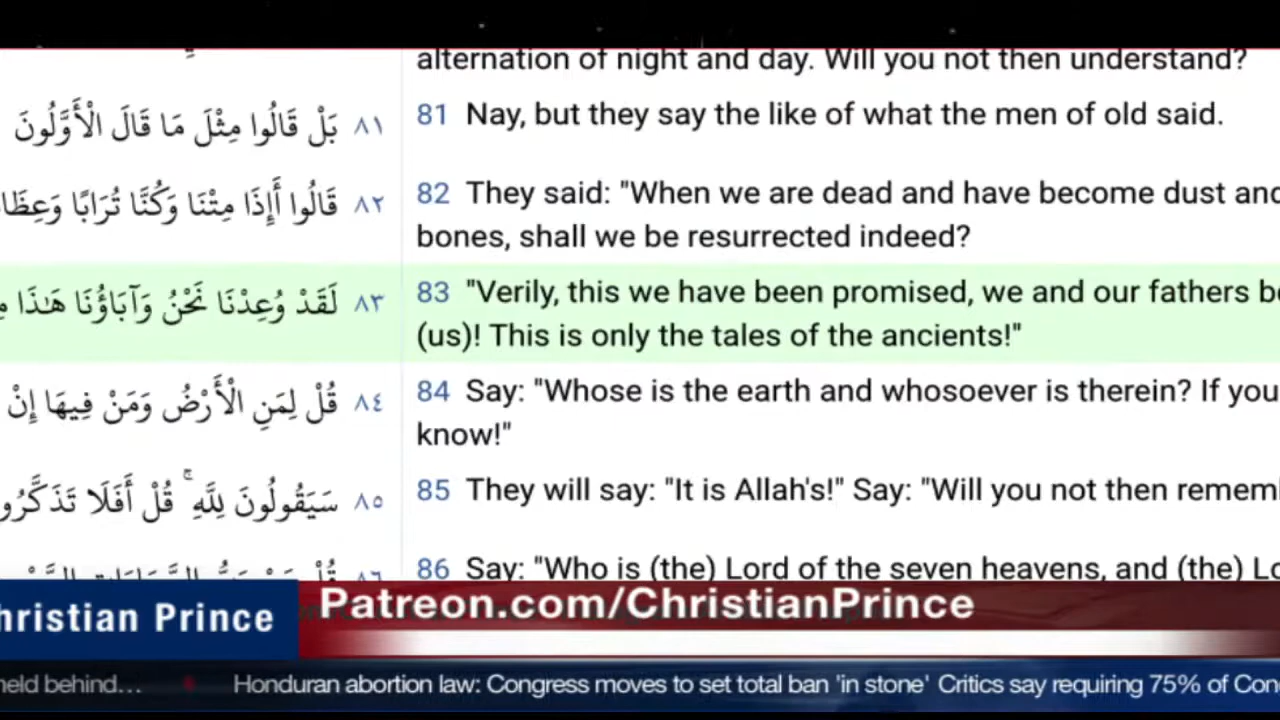 alternation of night and day. Will you not then understand?
بَلْ قَالُوا مِثْلَ مَا قَالَ الْأَوَّلُونَ ٨١
81 Nay, but they say the like of what the men of old said.
قَالُوا أَإِذَا مِتْنَا وَكُنَّا تُرَابًا ٨٢
82 They said: "When we are dead and have become dust and
bones, shall we be resurrected indeed?
لَقَدْ وُعِدْنَا نَحْنُ وَآبَاؤُنَا هَٰذَا ٨٣
83 "Verily, this we have been promised, we and our fathers
(us)! This is only the tales of the ancients!"
قُلْ لِمَنِ الْأَرْضُ وَمَنْ فِيهَا إِنْ ٨٤
84 Say: "Whose is the earth and whosoever is therein? If you
know!"
سَيَقُولُونَ لِلَّهِ ۚ قُلْ أَفَلَا ٨٥
85 They will say: "It is Allah's!" Say: "Will you not then
86 Say: "Who is (the) Lord of the seven heavens, and (the)
hristian Prince
Patreon.com/ChristianPrince
held behind...
Honduran abortion law: Congress moves to set total ban 'in stone' Critics say requiring 75% of